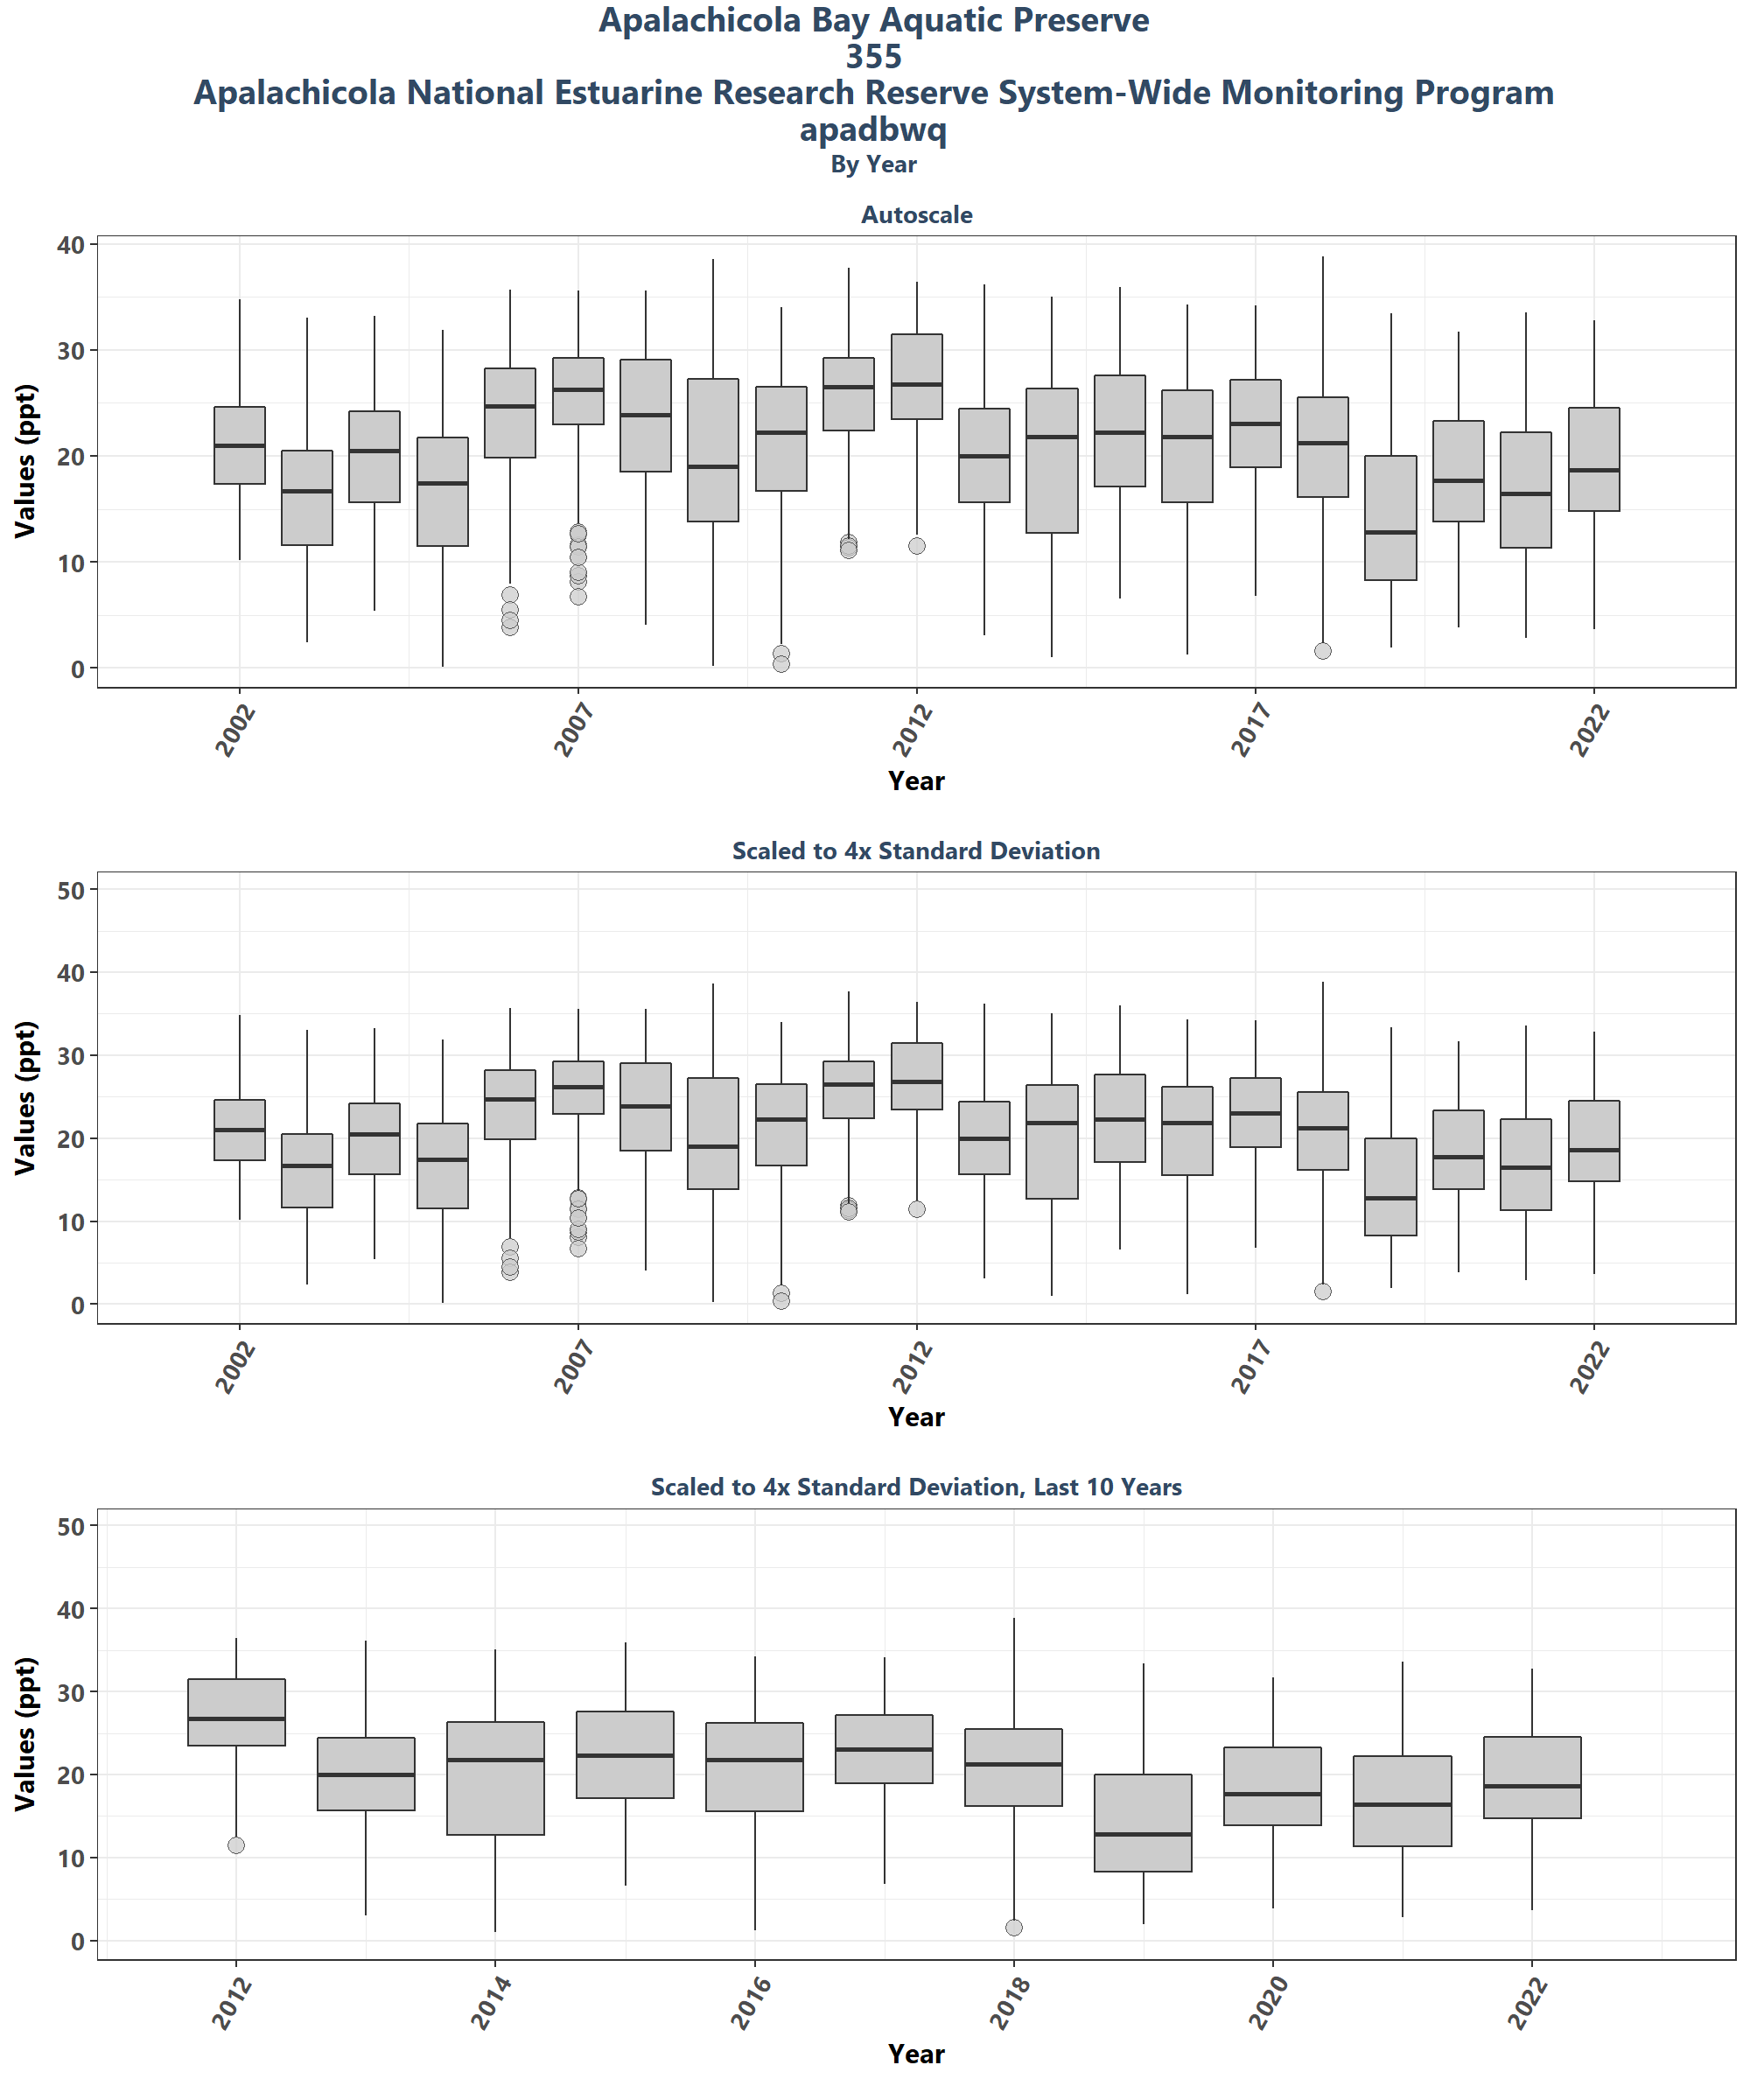 Apalachicola Bay Aquatic Preserve
355
Apalachicola National Estuarine Research Reserve System-Wide Monitoring Program
apadbwq
By Year
Autoscale
40
30
20
10
0
Values (ppt)
2002 2007 2012 2017 2022
Year
Scaled to 4x Standard Deviation
50
40
30
20
10
0
Values (ppt)
2002 2007 2012 2017 2022
Year
Scaled to 4x Standard Deviation, Last 10 Years
50
40
30
20
10
0
Values (ppt)
2012 2014 2016 2018 2020 2022
Year